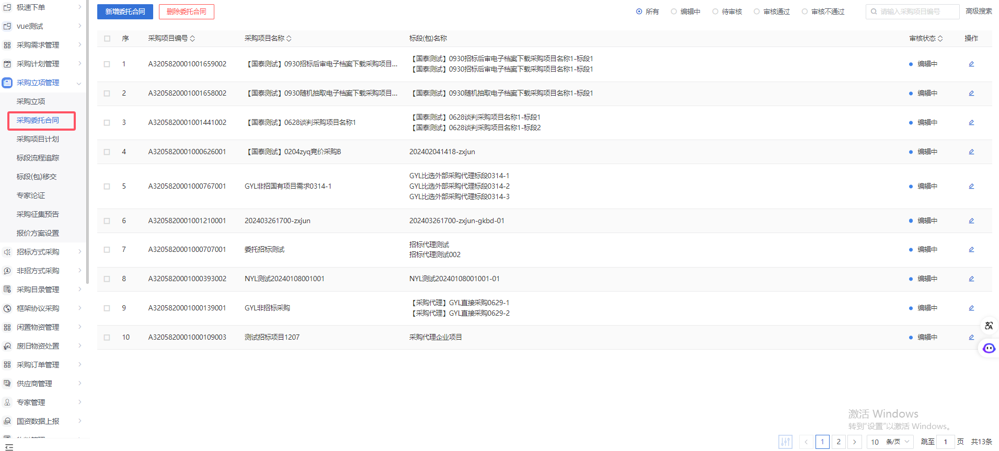 极速下单
vue测试
采购需求管理
采购计划管理
采购立项管理
采购立项
采购委托合同
采购项目计划
标段流程追踪
标段(包)移交
专家论证
采购征集预告
报价方案设置
招标方式采购
非招方式采购
采购目录管理
框架协议采购
闲置物资管理
废旧物资处置
采购订单管理
供应商管理
专家管理
国资数据上报
新增委托合同 删除委托合同 所有 编辑中 待审核 审核通过 审核不通过 请输入采购项目编号 高级搜索
序 采购项目编号 采购项目名称 标段(包)名称 审核状态 操作
1 A3205820001001659002 【国泰测试】0930招标后审电子档案下载采购项目... 【国泰测试】0930招标后审电子档案下载采购项目名称1-标段1 编辑中
【国泰测试】0930招标后审电子档案下载采购项目名称1-标段1
2 A3205820001001658002 【国泰测试】0930随机抽取电子档案下载采购项目... 【国泰测试】0930随机抽取电子档案下载采购项目名称1-标段1 编辑中
3 A3205820001001441002 【国泰测试】0628谈判采购项目名称1 【国泰测试】0628谈判采购项目名称1-标段1 编辑中
【国泰测试】0628谈判采购项目名称1-标段2
4 A3205820001000626001 【国泰测试】0204zyq竞价采购B 202402041418-zxjun 编辑中
5 A3205820001000767001 GYL非招国有项目需求0314-1 GYL比选外部采购代理标段0314-1 编辑中
GYL比选外部采购代理标段0314-2
GYL比选外部采购代理标段0314-3
6 A3205820001001210001 202403261700-zxjun 202403261700-zxjun-gkbd-01 编辑中
7 A3205820001000707001 委托招标测试 招标代理测试 编辑中
招标代理测试002
8 A3205820001000393002 NYL测试20240108001001 NYL测试20240108001001-01 编辑中
9 A3205820001000139001 GYL非招标采购 【采购代理】GYL直接采购0629-1 编辑中
【采购代理】GYL直接采购0629-2
10 A3205820001000109003 测试招标项目1207 采购代理企业项目 编辑中
激活 Windows
转到"设置"以激活 Windows。
1 2 10 条/页 跳至 1 页 共13条